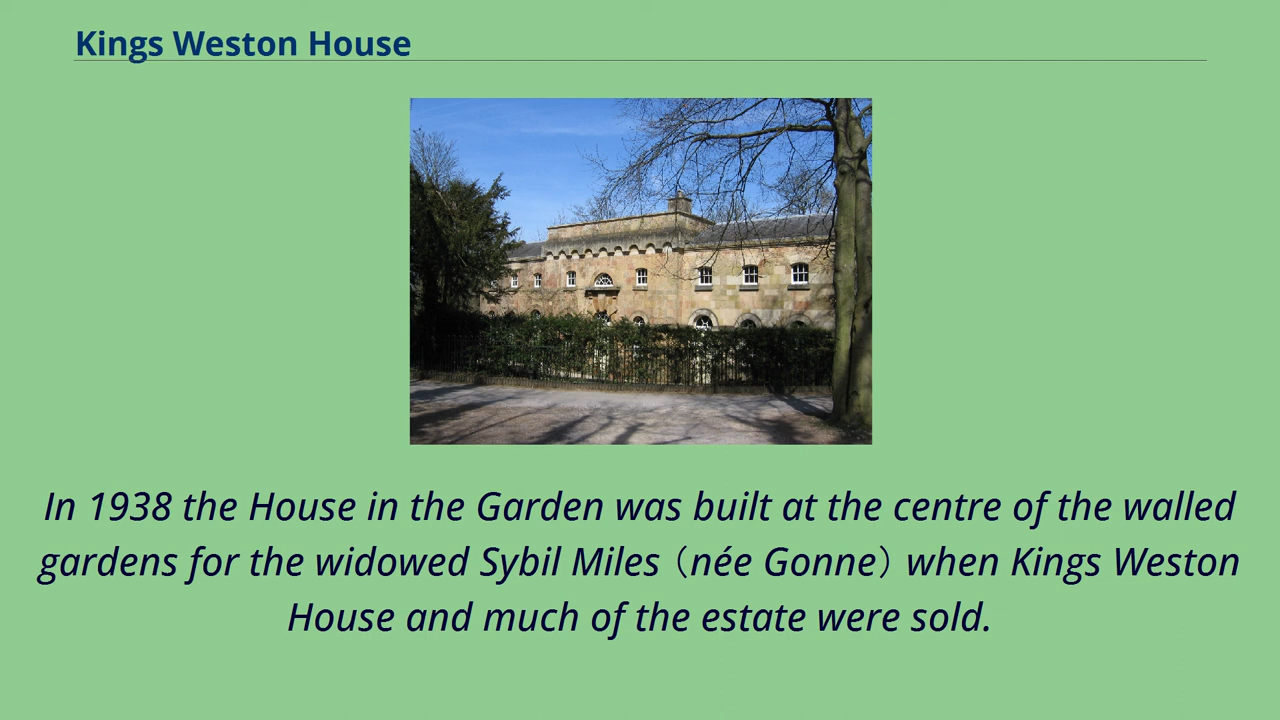 Kings Weston House
In 1938 the House in the Garden was built at the centre of the walled
gardens for the widowed Sybil Miles（née Gonne）when Kings Weston
House and much of the estate were sold.